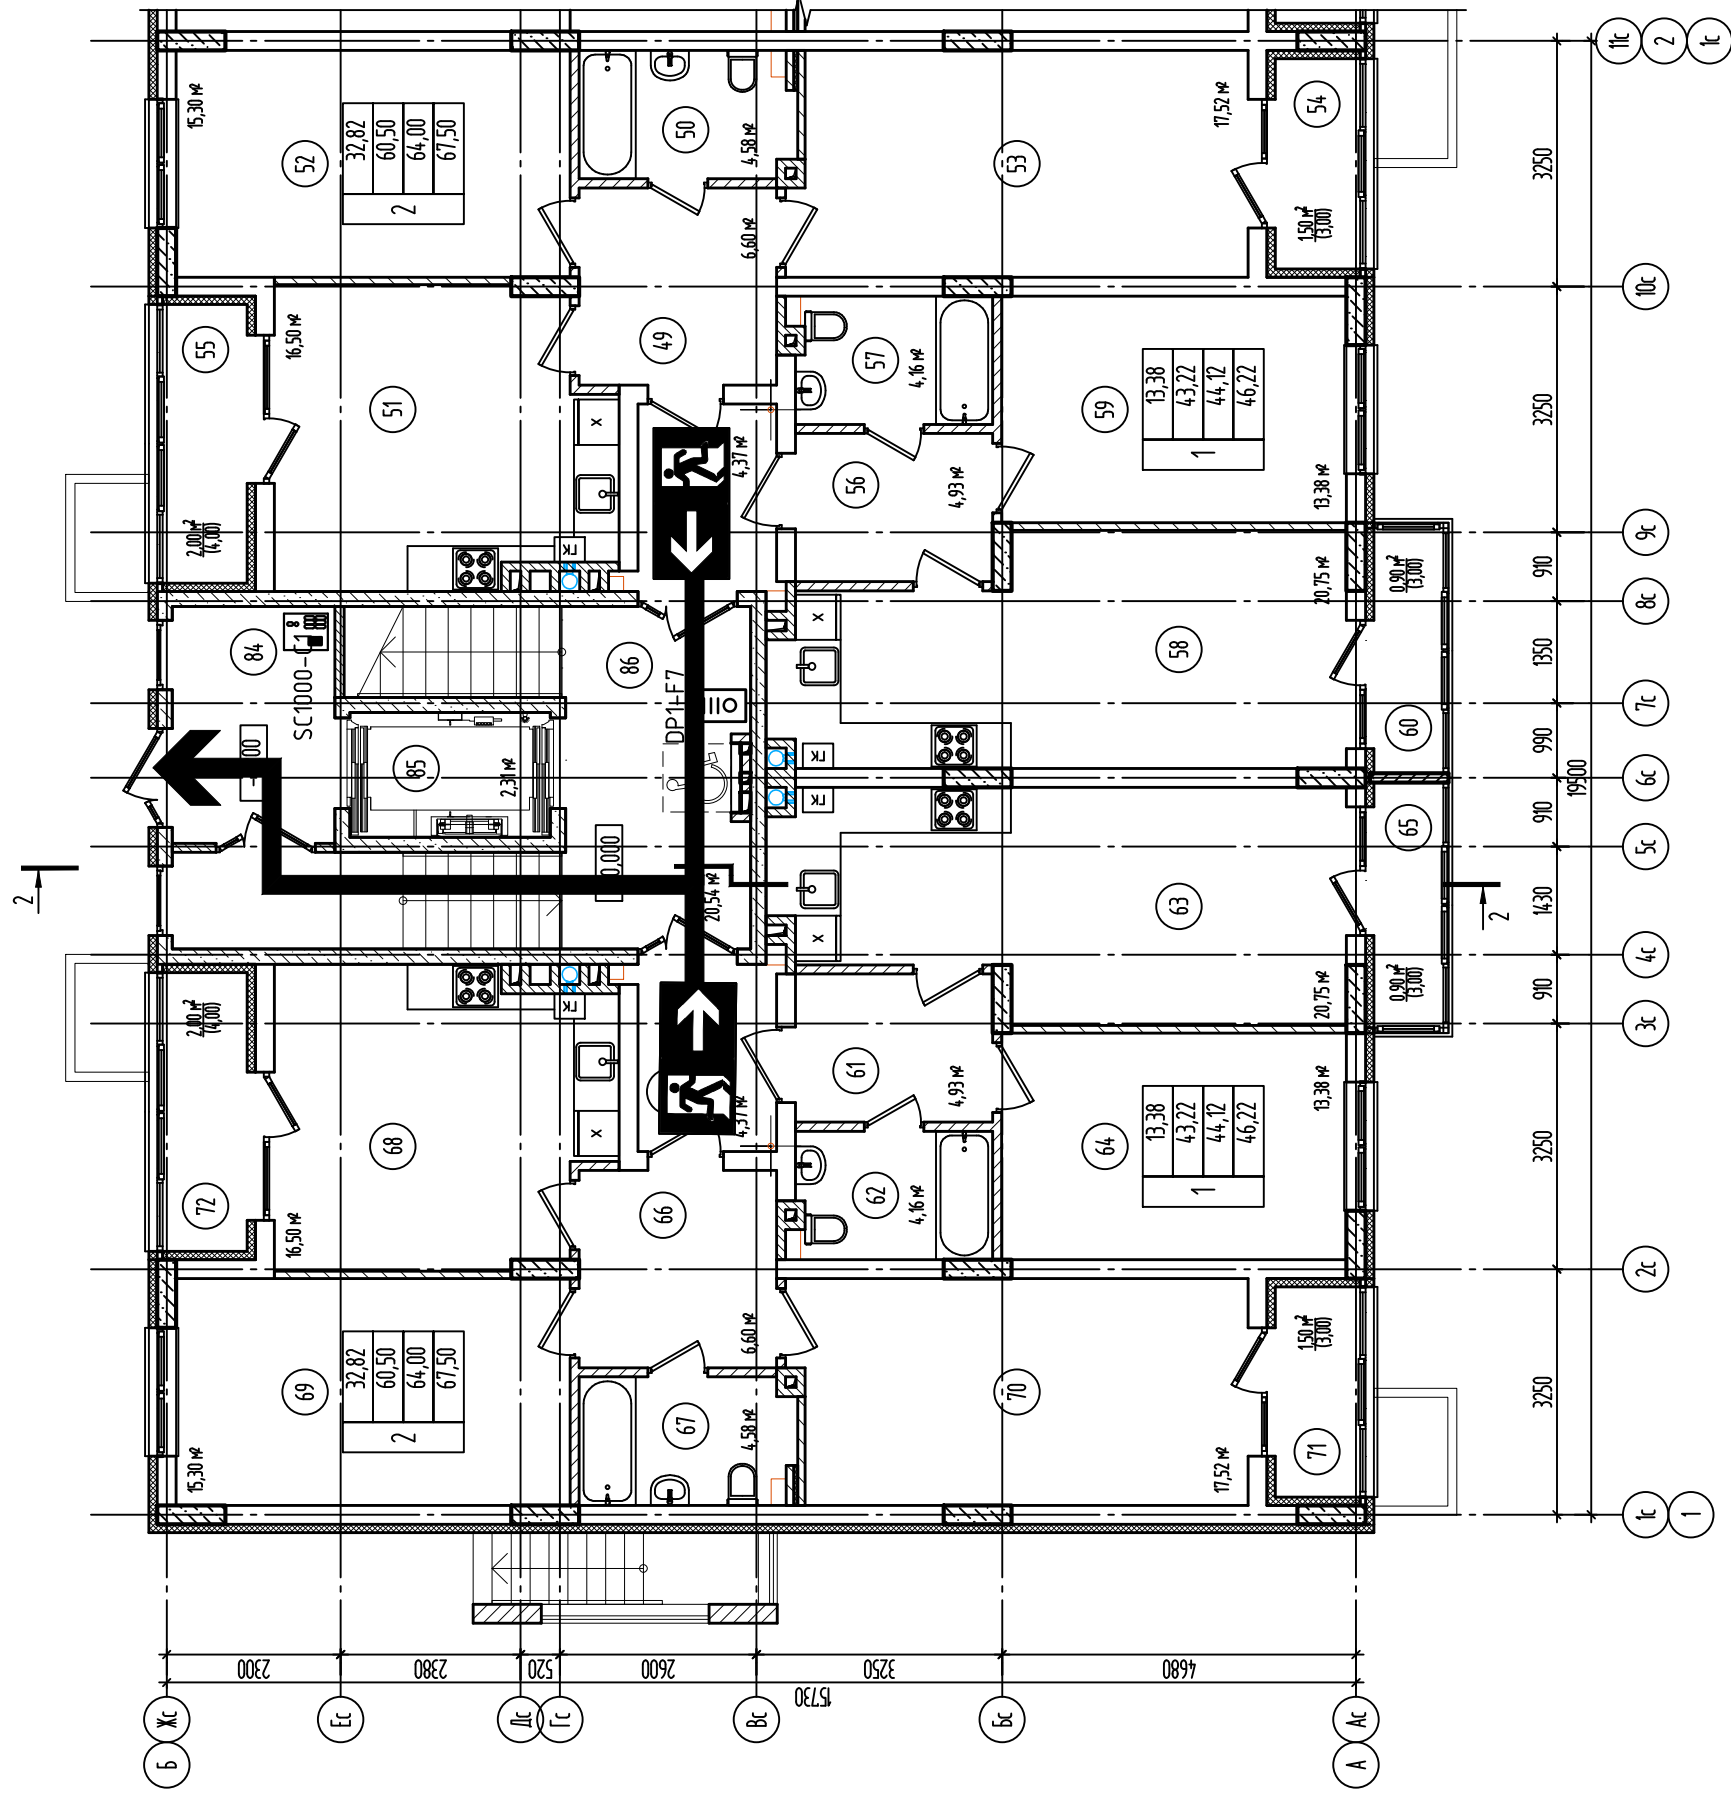 11с
2
1с
15,30 м²
52
32,82
60,50
64,00
67,50
2
50
4,58 м²
53
17,52 м²
54
1,50 м²
(3,00)
3250
6,60 м²
10с
55
16,50 м²
51
49
57
4,16 м²
59
13,38
43,22
44,12
46,22
1
3250
х
4,37 м²
56
4,93 м²
13,38 м²
2,00 м²
(4,00)
ГК
9с
20,75 м²
0,90 м²
(3,00)
910
8с
84
SC1000-C1
86
х
58
1350
DP1-F7
7с
60
990
85
2,31 м²
ГК
6с
19500
ГК
65
910
5с
0,000
20,54 м²
2
63
1430
2
х
4с
2,00 м²
(4,00)
ГК
20,75 м²
0,90 м²
(3,00)
910
3с
61
4,93 м²
13,38 м²
4,37 м²
х
68
72
16,50 м²
66
62
4,16 м²
64
13,38
43,22
44,12
46,22
1
3250
2с
69
32,82
60,50
64,00
67,50
2
6,60 м²
1,50 м²
(3,00)
15,30 м²
67
4,58 м²
70
17,52 м²
71
3250
1с
1
2300
2380
520
2600
3250
4680
15730
Жс
Ес
Дс
Гс
Вс
Бс
Ас
Б
А